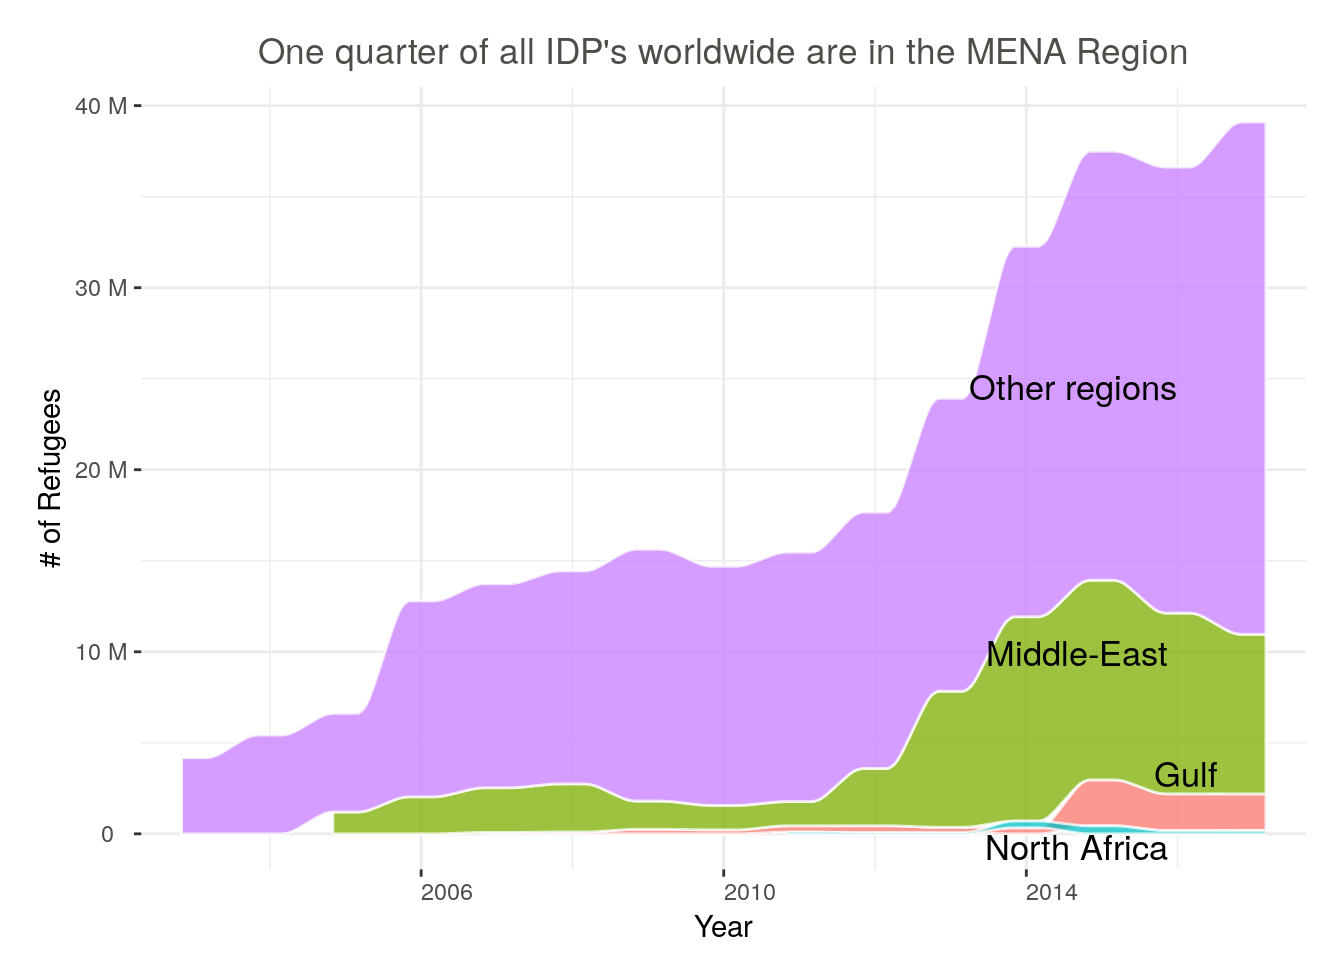 One quarter of all IDP's worldwide are in the MENA Region
40 M
30 M
20 M
10 M
0
# of Refugees
Other regions
Middle-East
Gulf
North Africa
2006
2010
2014
Year